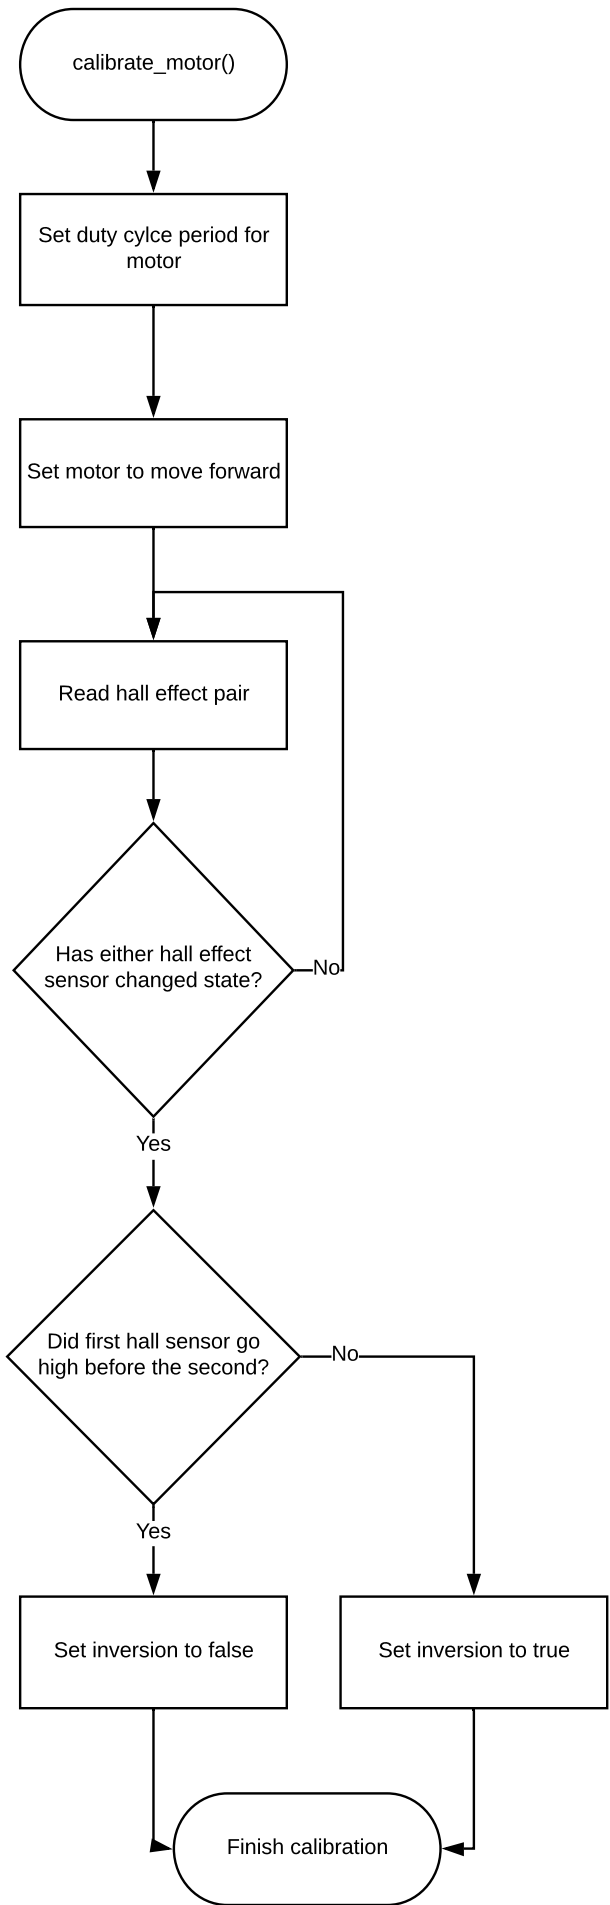 calibrate_motor()
Set duty cylce period for
motor
Set motor to move forward
Read hall effect pair
Has either hall effect
sensor changed state?
No
Yes
Did first hall sensor go
high before the second?
No
Yes
Set inversion to false
Set inversion to true
Finish calibration